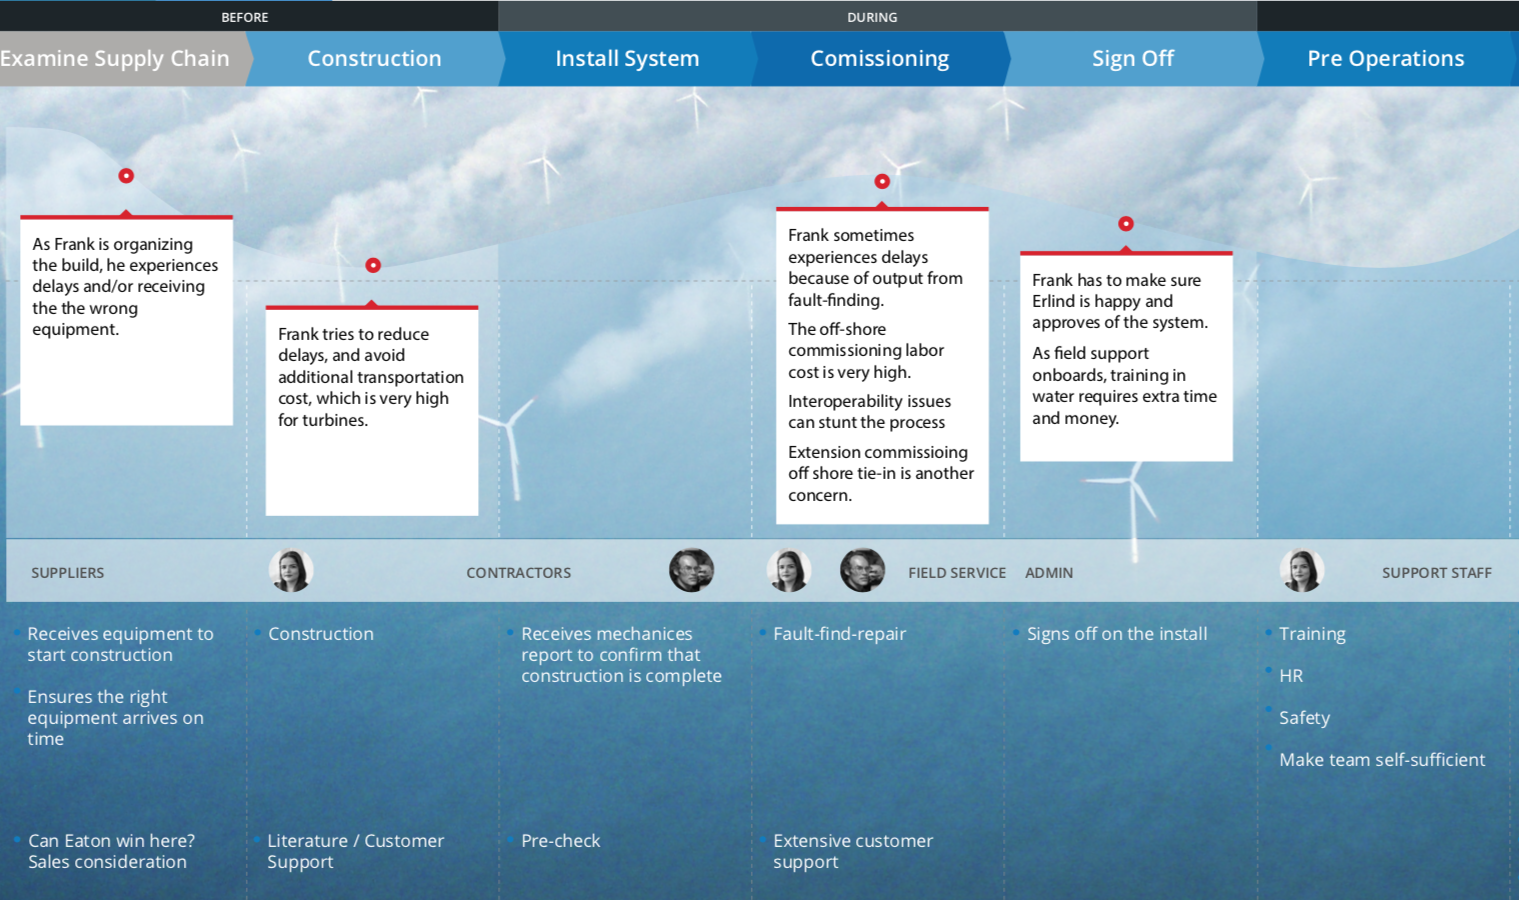 BEFORE
DURING
Examine Supply Chain
Construction
Install System
Comissioning
Sign Off
Pre Operations
As Frank is organizing
the build, he experiences
delays and/or receiving
the the wrong
equipment.
Frank tries to reduce
delays, and avoid
additional transportation
cost, which is very high
for turbines.
Frank sometimes
experiences delays
because of output from
fault-finding.
The off-shore
commissioning labor
cost is very high.
Interoperability issues
can stunt the process
Extension commissioing
off shore tie-in is another
concern.
Frank has to make sure
Erlind is happy and
approves of the system.
As field support
onboards, training in
water requires extra time
and money.
SUPPLIERS
CONTRACTORS
FIELD SERVICE
ADMIN
SUPPORT STAFF
Receives equipment to
start construction
Ensures the right
equipment arrives on
time
Construction
Receives mechanices
report to confirm that
construction is complete
Fault-find-repair
Signs off on the install
Training
HR
Safety
Make team self-sufficient
Can Eaton win here?
Sales consideration
Literature / Customer
Support
Pre-check
Extensive customer
support